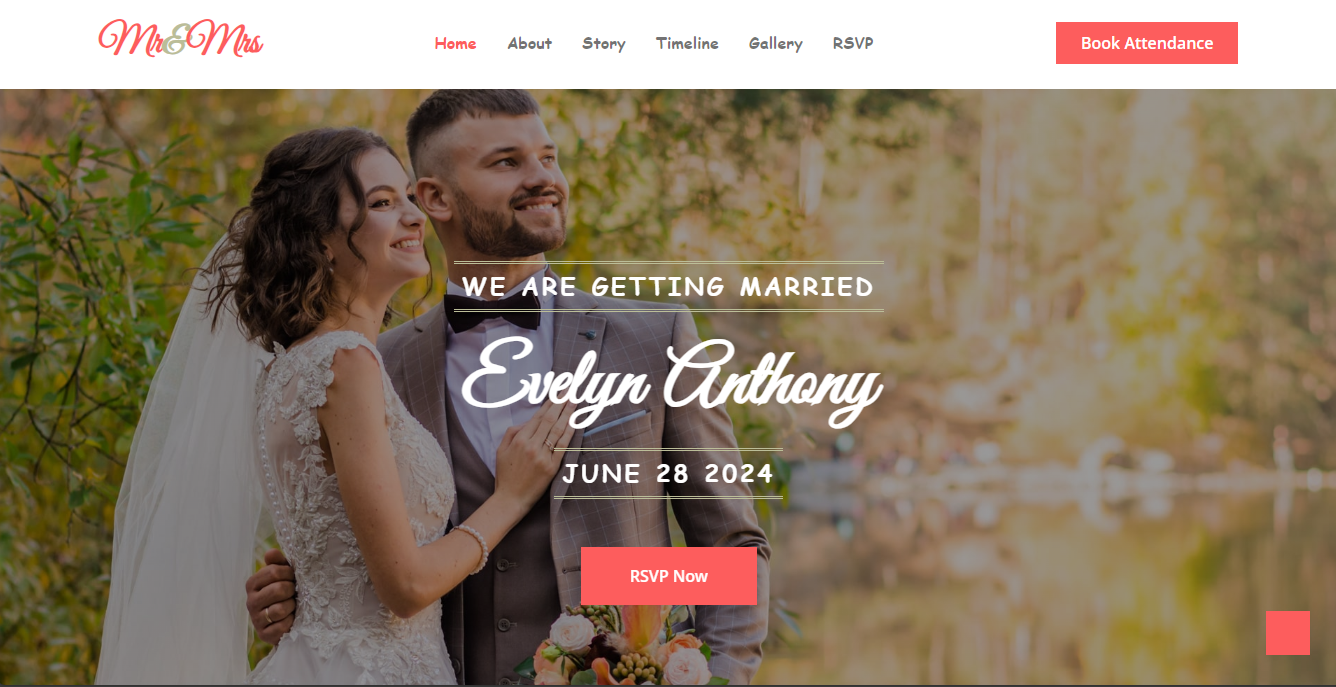 Mr&Mrs
Home About Story Timeline Gallery RSVP
Book Attendance
WE ARE GETTING MARRIED
Evelyn Anthony
JUNE 28 2024
RSVP Now